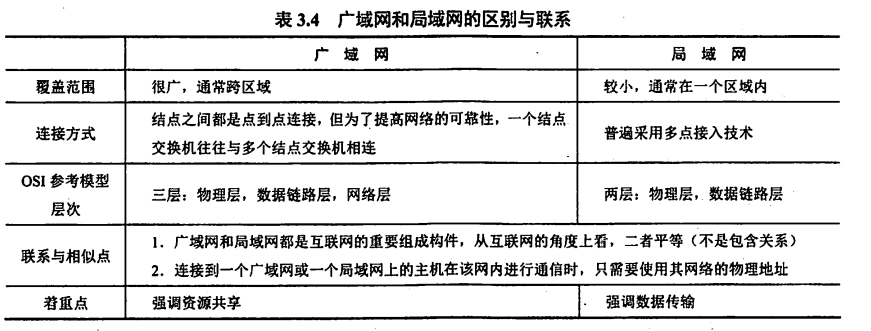 表 3.4 广域网和局域网的区别与联系
广 域 网 局 域 网
覆盖范围 很广，通常跨区域 较小，通常在一个区域内
连接方式 结点之间都是点到点连接，但为了提高网络的可靠性，一个结点
交换机往往与多个结点交换机相连 普遍采用多点接入技术
OSI 参考模型
层次 三层：物理层，数据链路层，网络层 两层：物理层，数据链路层
联系与相似点 1．广域网和局域网都是互联网的重要组成构件，从互联网的角度上看，二者平等（不是包含关系）
2．连接到一个广域网或一个局域网上的主机在该网内进行通信时，只需要使用其网络的物理地址
着重点 强调资源共享 强调数据传输